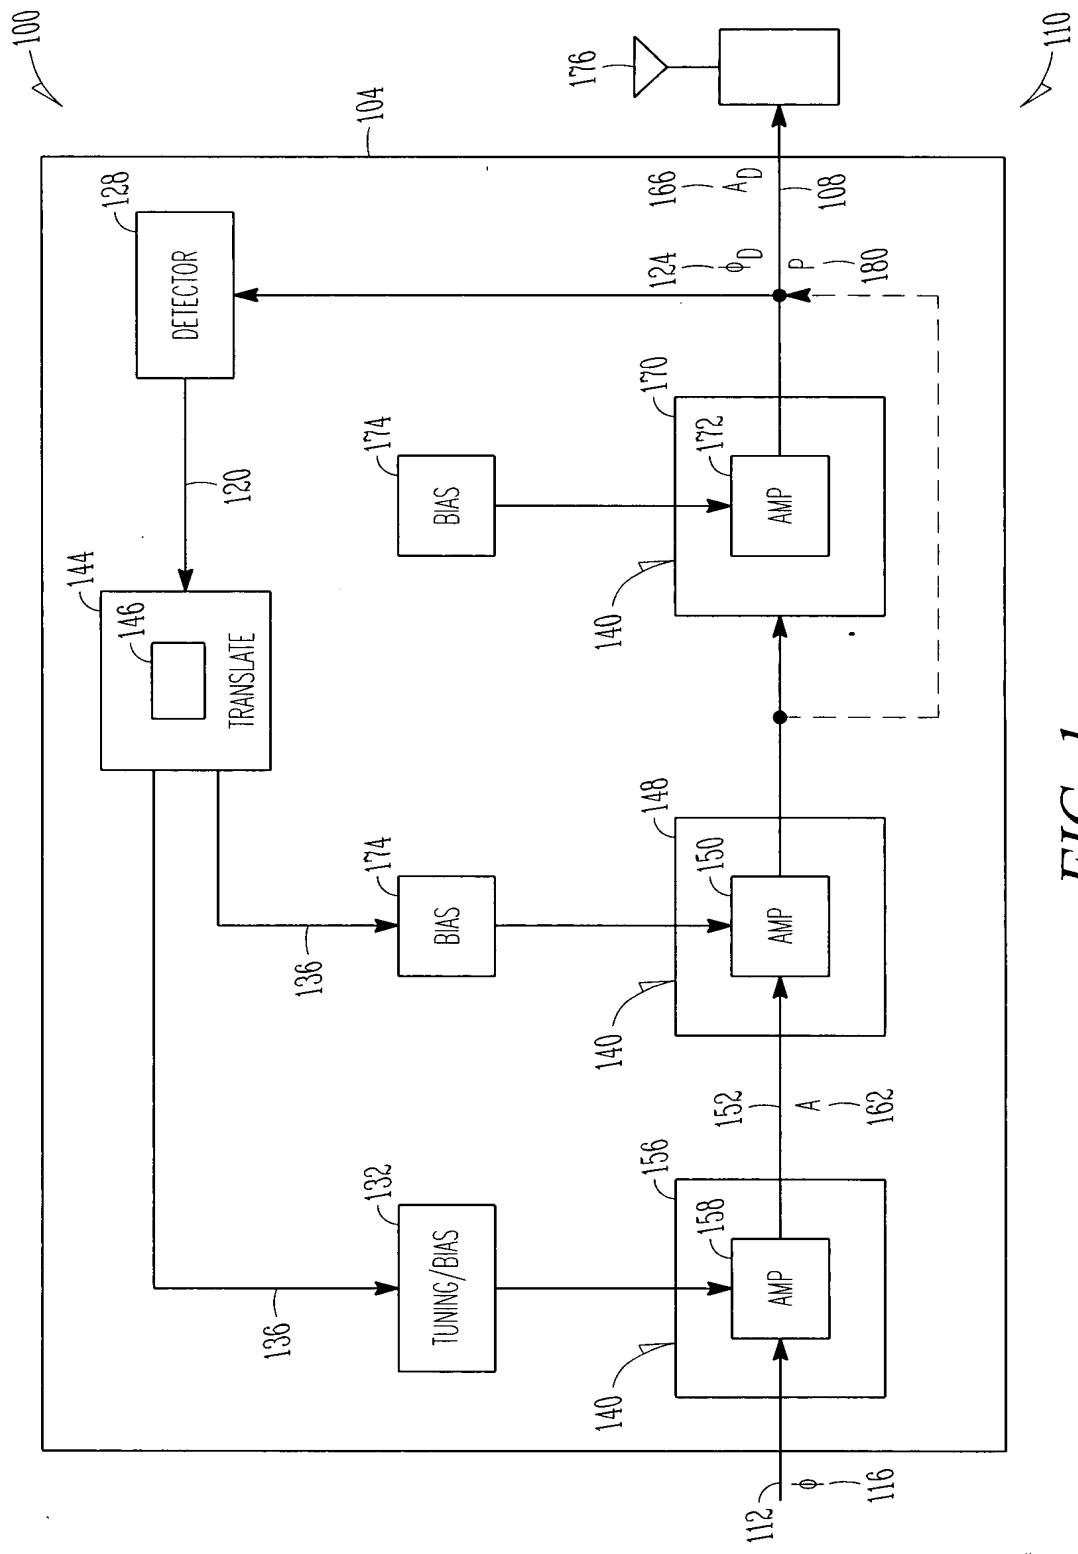 100
110
104
176
128
DETECTOR
166
A_D
108
124
ϕ_D
P
180
120
144
146
TRANSLATE
174
BIAS
170
172
AMP
140
136
174
BIAS
148
150
AMP
140
152
A
162
136
132
TUNING/BIAS
156
158
AMP
140
112
ϕ
116
FIG. 1